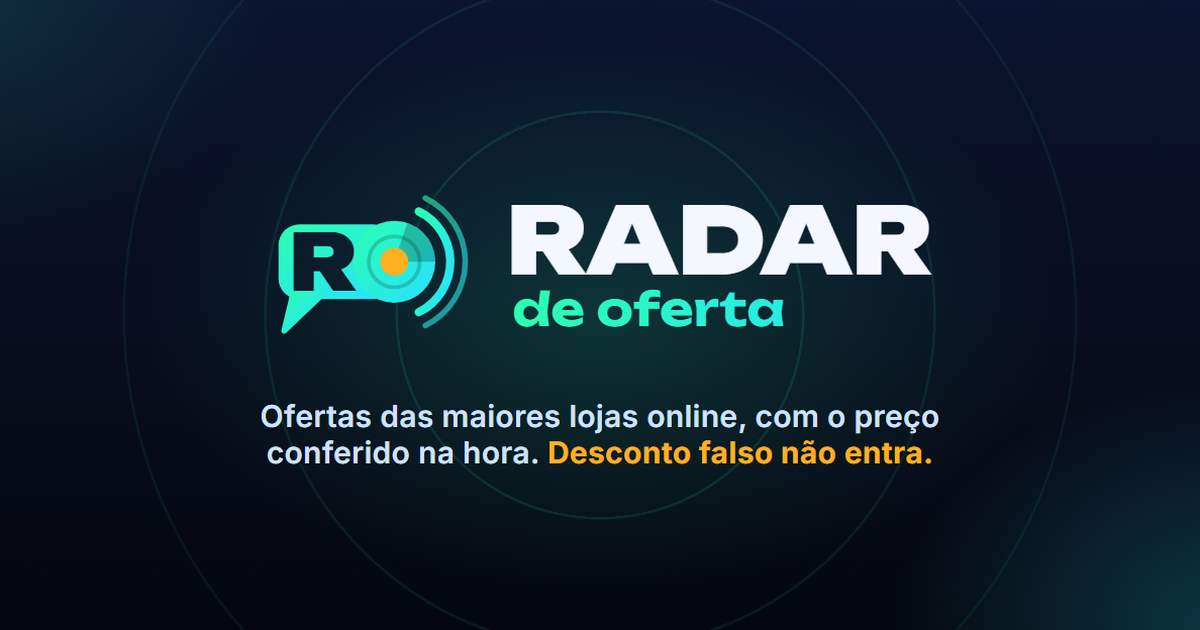 R
RADAR
de oferta
Ofertas das maiores lojas online, com o preço
conferido na hora. Desconto falso não entra.